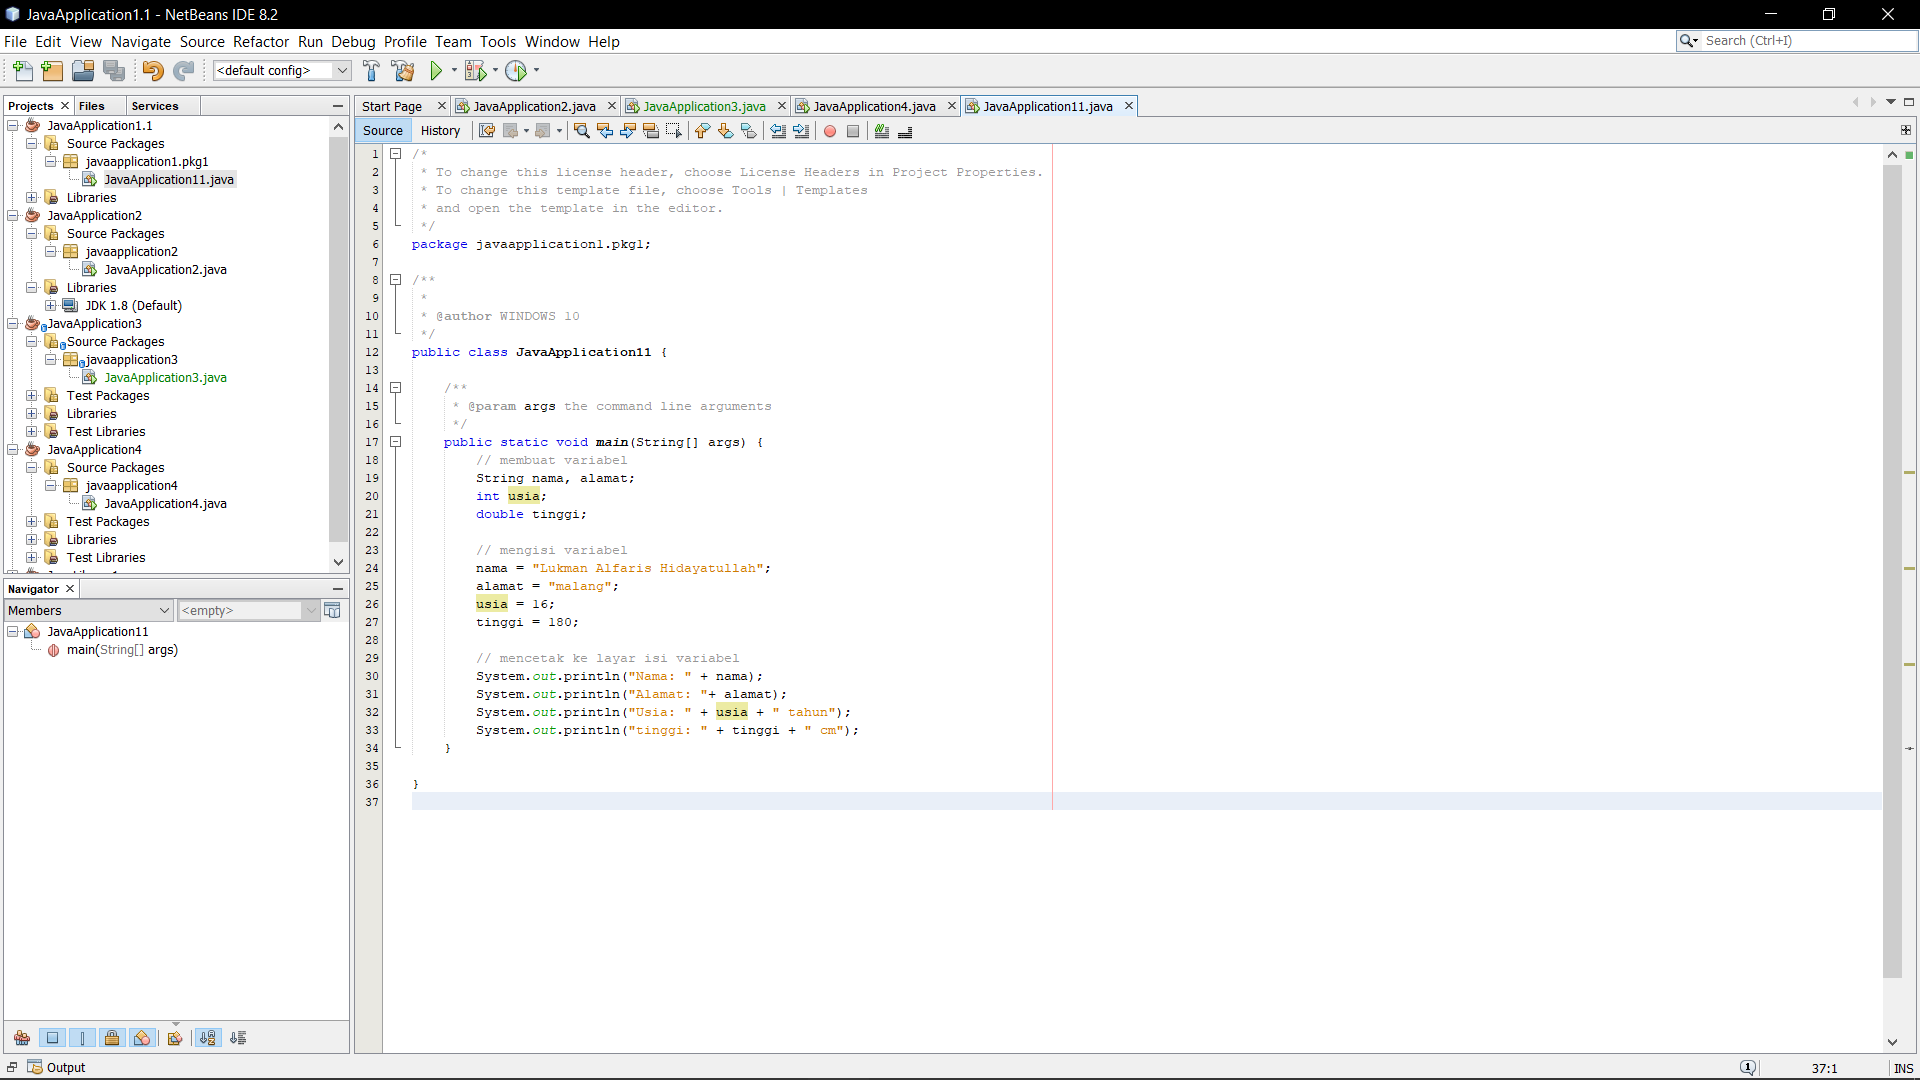 JavaApplication1.1 - NetBeans IDE 8.2
File Edit View Navigate Source Refactor Run Debug Profile Team Tools Window Help
Search (Ctrl+I)
<default config>
Projects Files Services
JavaApplication1.1
Source Packages
javaapplication1.pkg1
JavaApplication11.java
Libraries
JavaApplication2
Source Packages
javaapplication2
JavaApplication2.java
Libraries
JDK 1.8 (Default)
JavaApplication3
Source Packages
javaapplication3
JavaApplication3.java
Test Packages
Libraries
Test Libraries
JavaApplication4
Source Packages
javaapplication4
JavaApplication4.java
Test Packages
Libraries
Test Libraries
Navigator
Members <empty>
JavaApplication11
main(String[] args)
Start Page JavaApplication2.java JavaApplication3.java JavaApplication4.java JavaApplication11.java
Source History
1 /*
2 * To change this license header, choose License Headers in Project Properties.
3 * To change this template file, choose Tools | Templates
4 * and open the template in the editor.
5 */
6 package javaapplication1.pkg1;
7
8 /**
9 *
10 * @author WINDOWS 10
11 */
12 public class JavaApplication11 {
13
14 /**
15 * @param args the command line arguments
16 */
17 public static void main(String[] args) {
18 // membuat variabel
19 String nama, alamat;
20 int usia;
21 double tinggi;
22
23 // mengisi variabel
24 nama = "Lukman Alfaris Hidayatullah";
25 alamat = "malang";
26 usia = 16;
27 tinggi = 180;
28
29 // mencetak ke layar isi variabel
30 System.out.println("Nama: " + nama);
31 System.out.println("Alamat: "+ alamat);
32 System.out.println("Usia: " + usia + " tahun");
33 System.out.println("tinggi: " + tinggi + " cm");
34 }
35
36 }
37
Output
1 37:1 INS